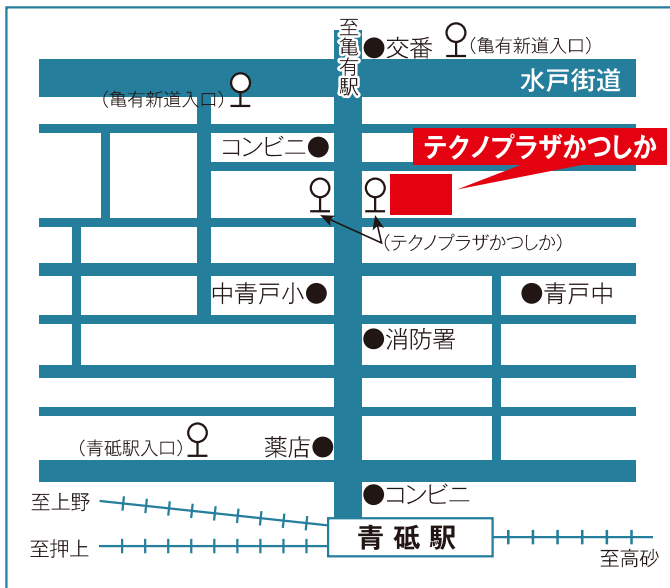 至亀有駅
交番
(亀有新道入口)
水戸街道
(亀有新道入口)
コンビニ
テクノプラザかつしか
(テクノプラザかつしか)
中青戸小
青戸中
消防署
(青砥駅入口)
薬店
コンビニ
至上野
青砥駅
至押上
至高砂